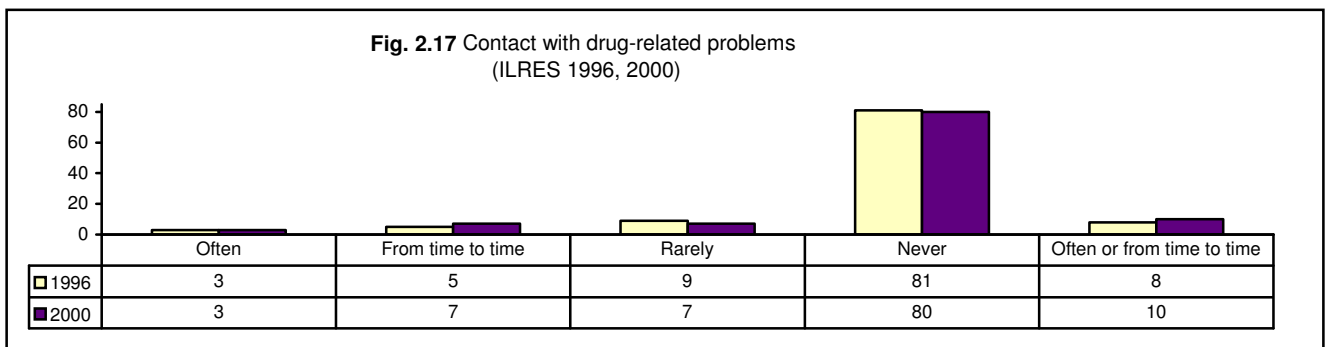 Fig. 2.17 Contact with drug-related problems
(ILRES 1996, 2000)
80
60
40
20
0
Often From time to time Rarely Never Often or from time to time
1996 3 5 9 81 8
2000 3 7 7 80 10